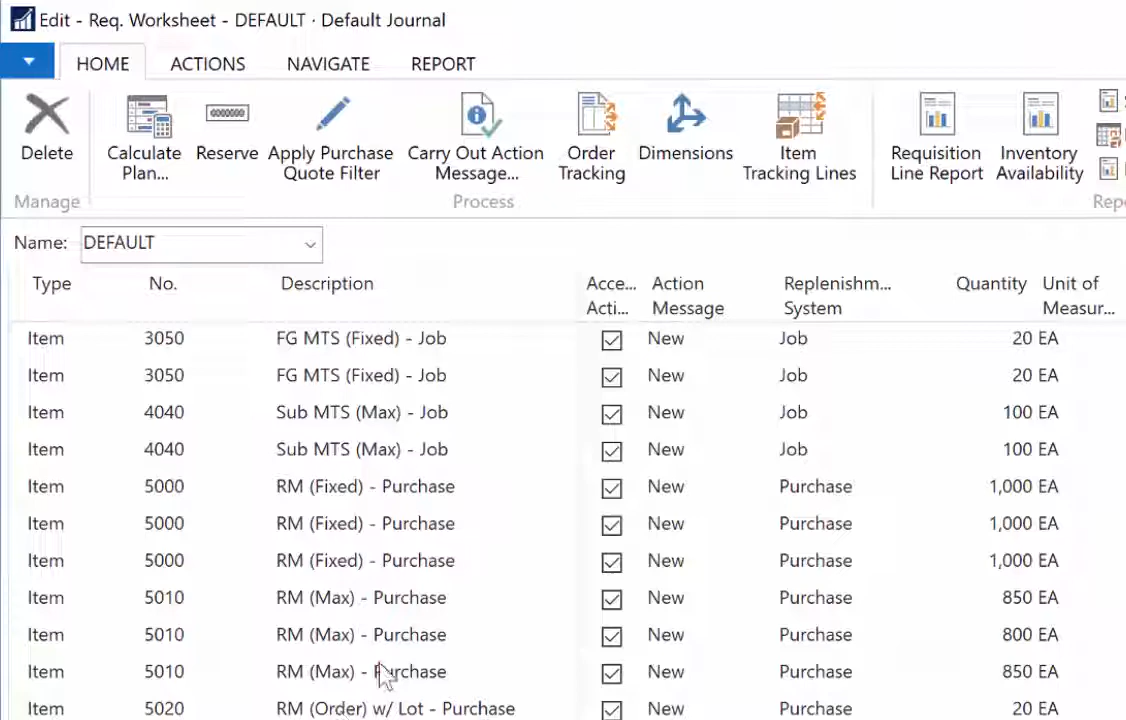 Edit - Req. Worksheet - DEFAULT · Default Journal
HOME ACTIONS NAVIGATE REPORT
Delete
Calculate Plan...
Reserve
Apply Purchase Quote Filter
Carry Out Action Message...
Order Tracking
Dimensions
Item Tracking Lines
Requisition Line Report
Inventory Availability
Manage Process Repo
Name: DEFAULT
Type No. Description Acce... Acti... Action Message Replenishm... System Quantity Unit of Measur...
Item 3050 FG MTS (Fixed) - Job New Job 20 EA
Item 3050 FG MTS (Fixed) - Job New Job 20 EA
Item 4040 Sub MTS (Max) - Job New Job 100 EA
Item 4040 Sub MTS (Max) - Job New Job 100 EA
Item 5000 RM (Fixed) - Purchase New Purchase 1,000 EA
Item 5000 RM (Fixed) - Purchase New Purchase 1,000 EA
Item 5000 RM (Fixed) - Purchase New Purchase 1,000 EA
Item 5010 RM (Max) - Purchase New Purchase 850 EA
Item 5010 RM (Max) - Purchase New Purchase 800 EA
Item 5010 RM (Max) - Purchase New Purchase 850 EA
Item 5020 RM (Order) w/ Lot - Purchase New Purchase 20 EA